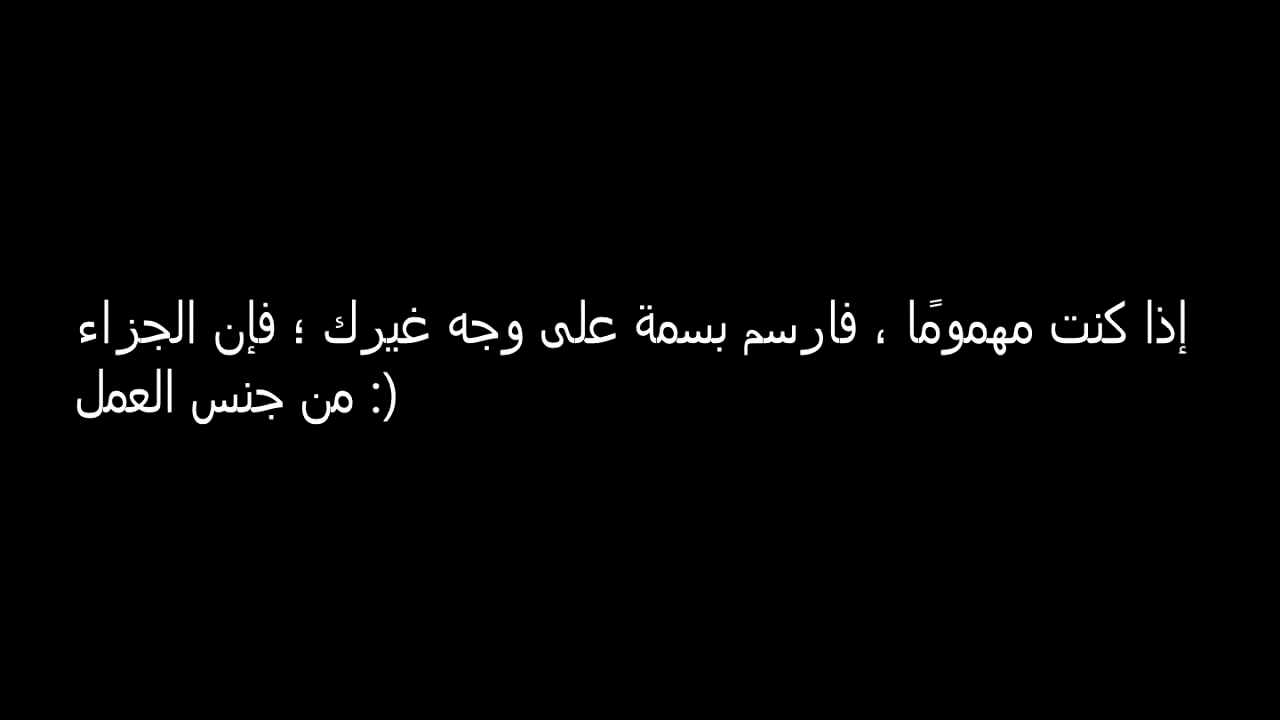 إذا كنت مهمومًا ، فارسم بسمة على وجه غيرك ؛ فإن الجزاء
من جنس العمل :)